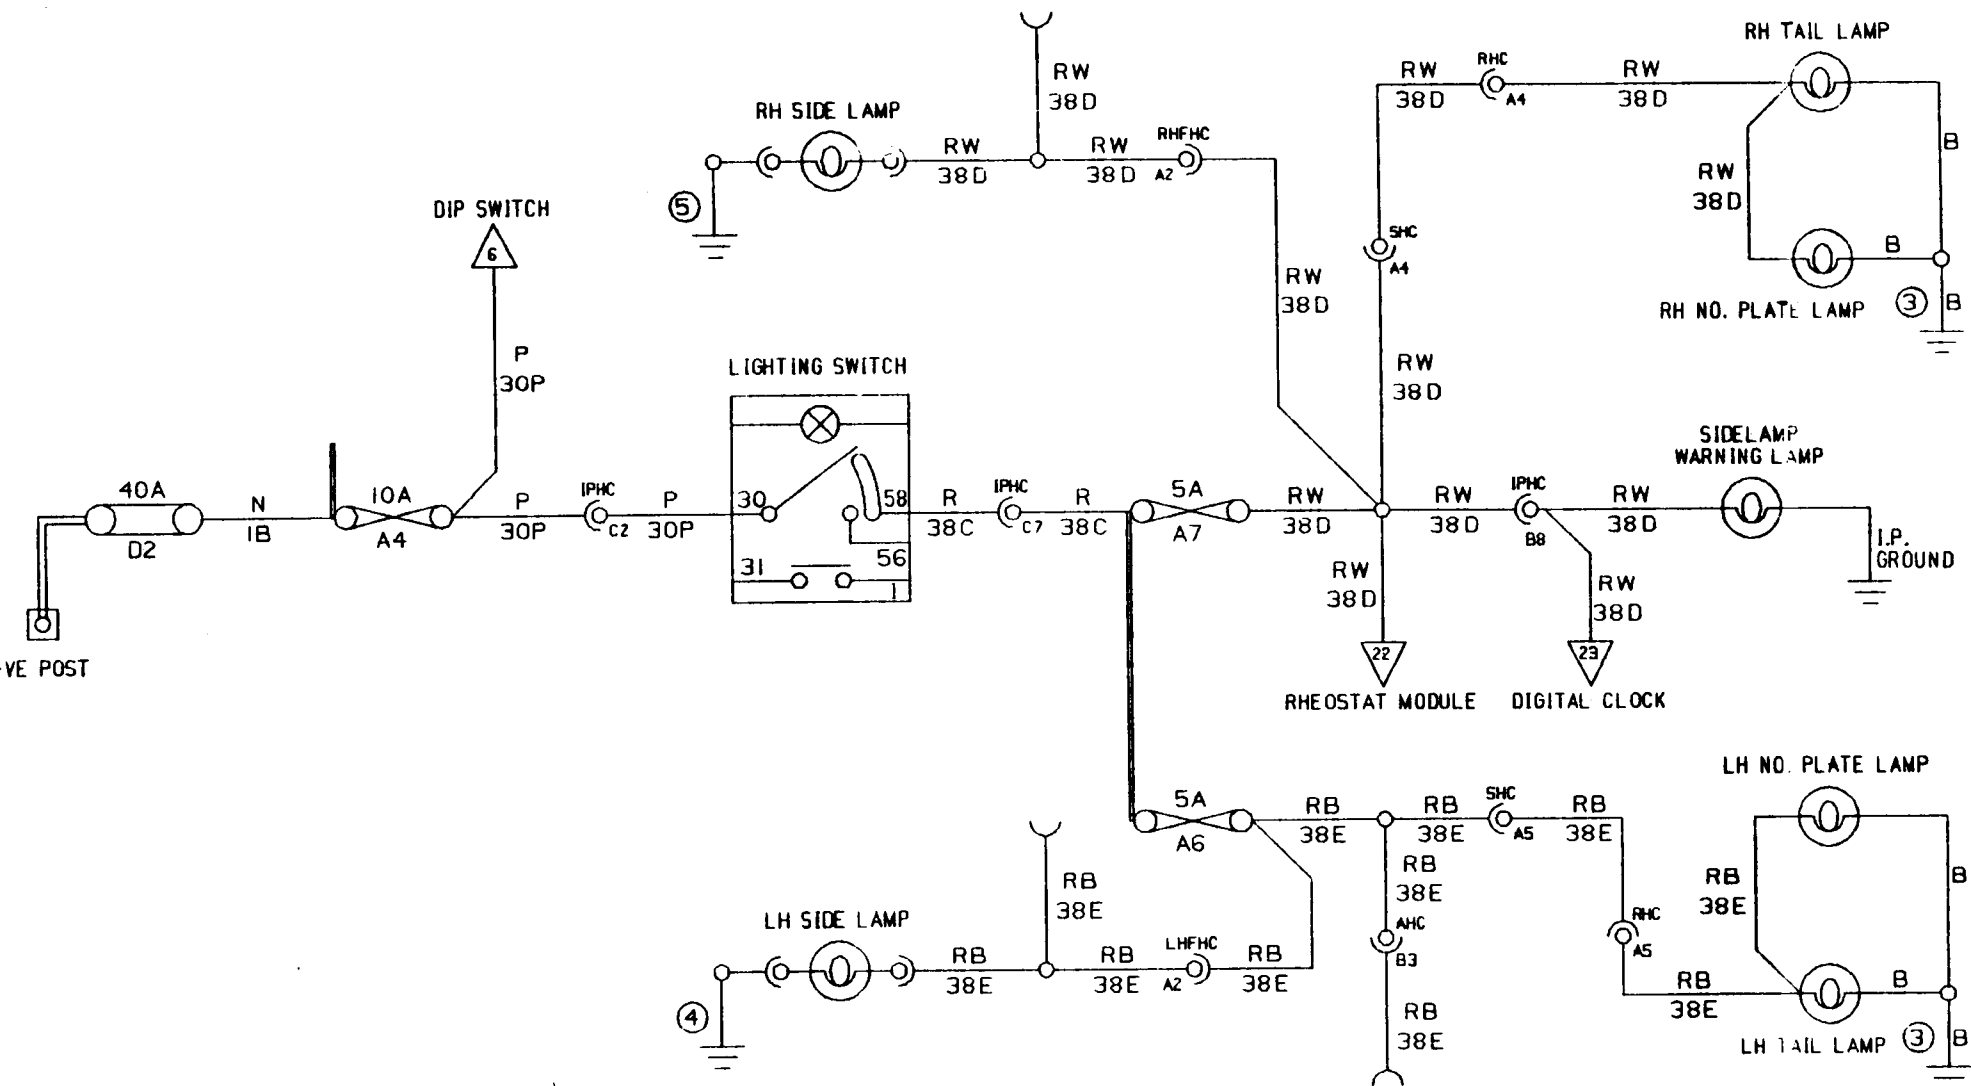 RH TAIL LAMP
RHC
RW
38D
A4
RW
38D
RW
38D
RH SIDE LAMP
RW
38D
RW
38D
RHFHC
A2
B
RW
38D
5
DIP SWITCH
6
SHC
A4
B
RW
38D
RH NO. PLATE LAMP
3
B
P
30P
LIGHTING SWITCH
RW
38D
SIDELAMP
WARNING LAMP
40A
D2
N
1B
10A
A4
P
30P
IPHC
C2
P
30P
30
58
56
31
1
R
38C
IPHC
C7
R
38C
5A
A7
RW
38D
RW
38D
IPHC
B8
RW
38D
I.P.
GROUND
RW
38D
RW
38D
VE POST
22
23
RHEOSTAT MODULE
DIGITAL CLOCK
LH NO. PLATE LAMP
5A
A6
RB
38E
RB
38E
SHC
A5
RB
38E
RB
38E
AHC
B3
RB
38E
RB
38E
B
RHC
A5
LH SIDE LAMP
RB
38E
RB
38E
LHFHC
A2
RB
38E
RB
38E
B
4
RB
38E
LH TAIL LAMP
3
B